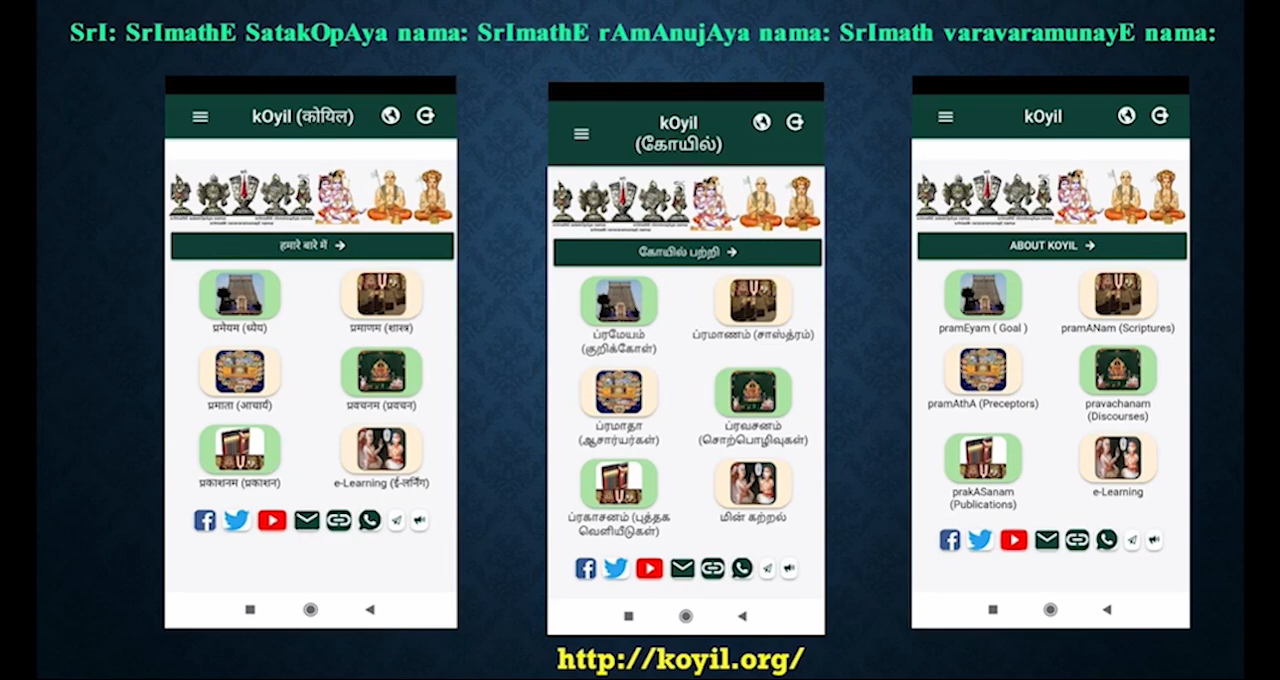 SrI: SrImathE SatakOpAya nama: SrImathE rAmAnujAya nama: SrImath varavaramunayE nama:
kOyil (कोयिल)
हमारे बारे में →
प्रमेयम (ध्येय)
प्रमाणम (शास्त्र)
प्रमाता (आचार्य)
प्रवचनम (प्रवचन)
प्रकाशनम (प्रकाशन)
e-Learning (ई-लर्निंग)
kOyil
(கோயில்)
கோயில் பற்றி →
ப்ரமேயம்
(குறிக்கோள்)
ப்ரமாணம் (சாஸ்த்ரம்)
ப்ரமாதா
(ஆசார்யர்கள்)
ப்ரவசனம்
(சொற்பொழிவுகள்)
ப்ரகாசனம் (புத்தக
வெளியீடுகள்)
மின் கற்றல்
kOyil
ABOUT KOYIL →
pramEyam ( Goal )
pramANam (Scriptures)
pramAthA (Preceptors)
pravachanam
(Discourses)
prakASanam
(Publications)
e-Learning
http://koyil.org/